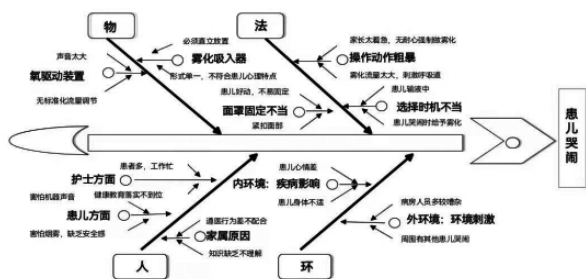 物
法
必须直立放置
家长太着急，无耐心强制做雾化
声音太大
雾化吸入器
操作动作粗暴
氧驱动装置
形式单一，不符合患儿心理特点
雾化流量太大，刺激呼吸道
无标准化流量调节
患儿好动，不易固定
患儿输液中
面罩固定不当
选择时机不当
紧扣面部
患儿哭闹时给予雾化
患儿哭闹
患者多，工作忙
患儿心情差
护士方面
内环境：疾病影响
害怕机器声音
健康教育落实不到位
患儿身体不适
病房人员多较嘈杂
患儿方面
遵医行为差不配合
外环境：环境刺激
害怕烟雾，缺乏安全感
家属原因
周围有其他患儿哭闹
知识缺乏不理解
人
环